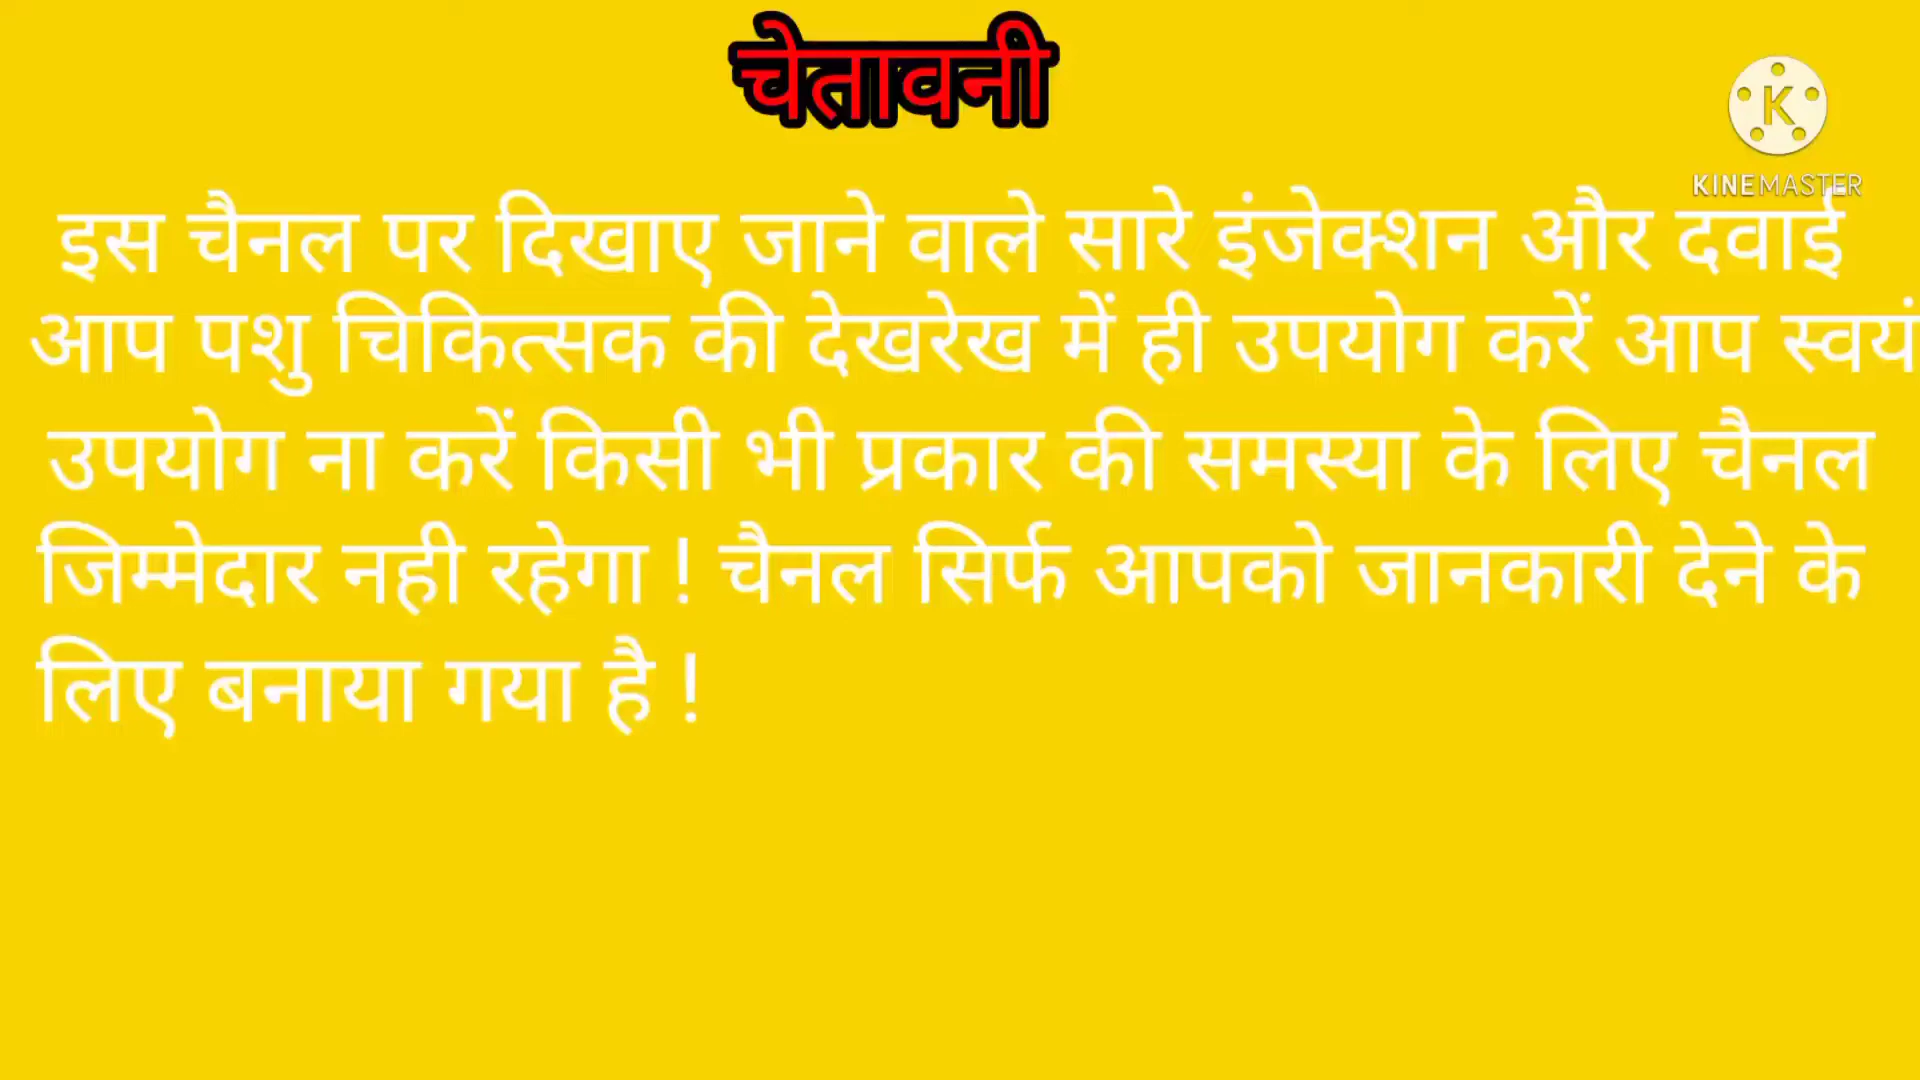 चेतावनी
KINEMASTER
इस चैनल पर दिखाए जाने वाले सारे इंजेक्शन और दवाई
आप पशु चिकित्सक की देखरेख में ही उपयोग करें आप स्वयं
उपयोग ना करें किसी भी प्रकार की समस्या के लिए चैनल
जिम्मेदार नही रहेगा ! चैनल सिर्फ आपको जानकारी देने के
लिए बनाया गया है !